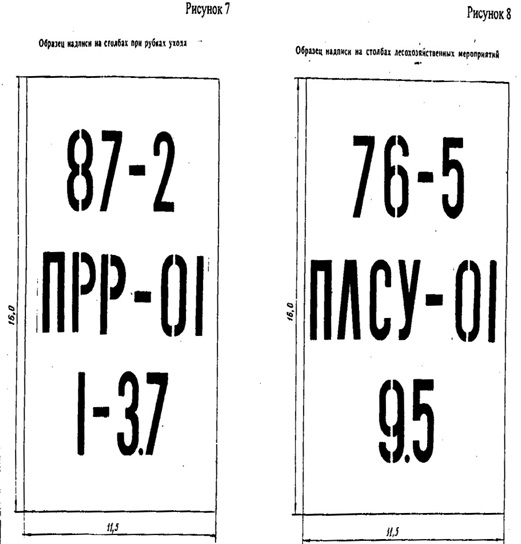 Рисунок 7
Образец надписи на столбах при рубках ухода
87-2
ПРР-01
1-3.7
16,0
11,5
Рисунок 8
Образец надписи на столбах лесохозяйственных мероприятий
76-5
ПЛСУ-01
9.5
16,0
11,5